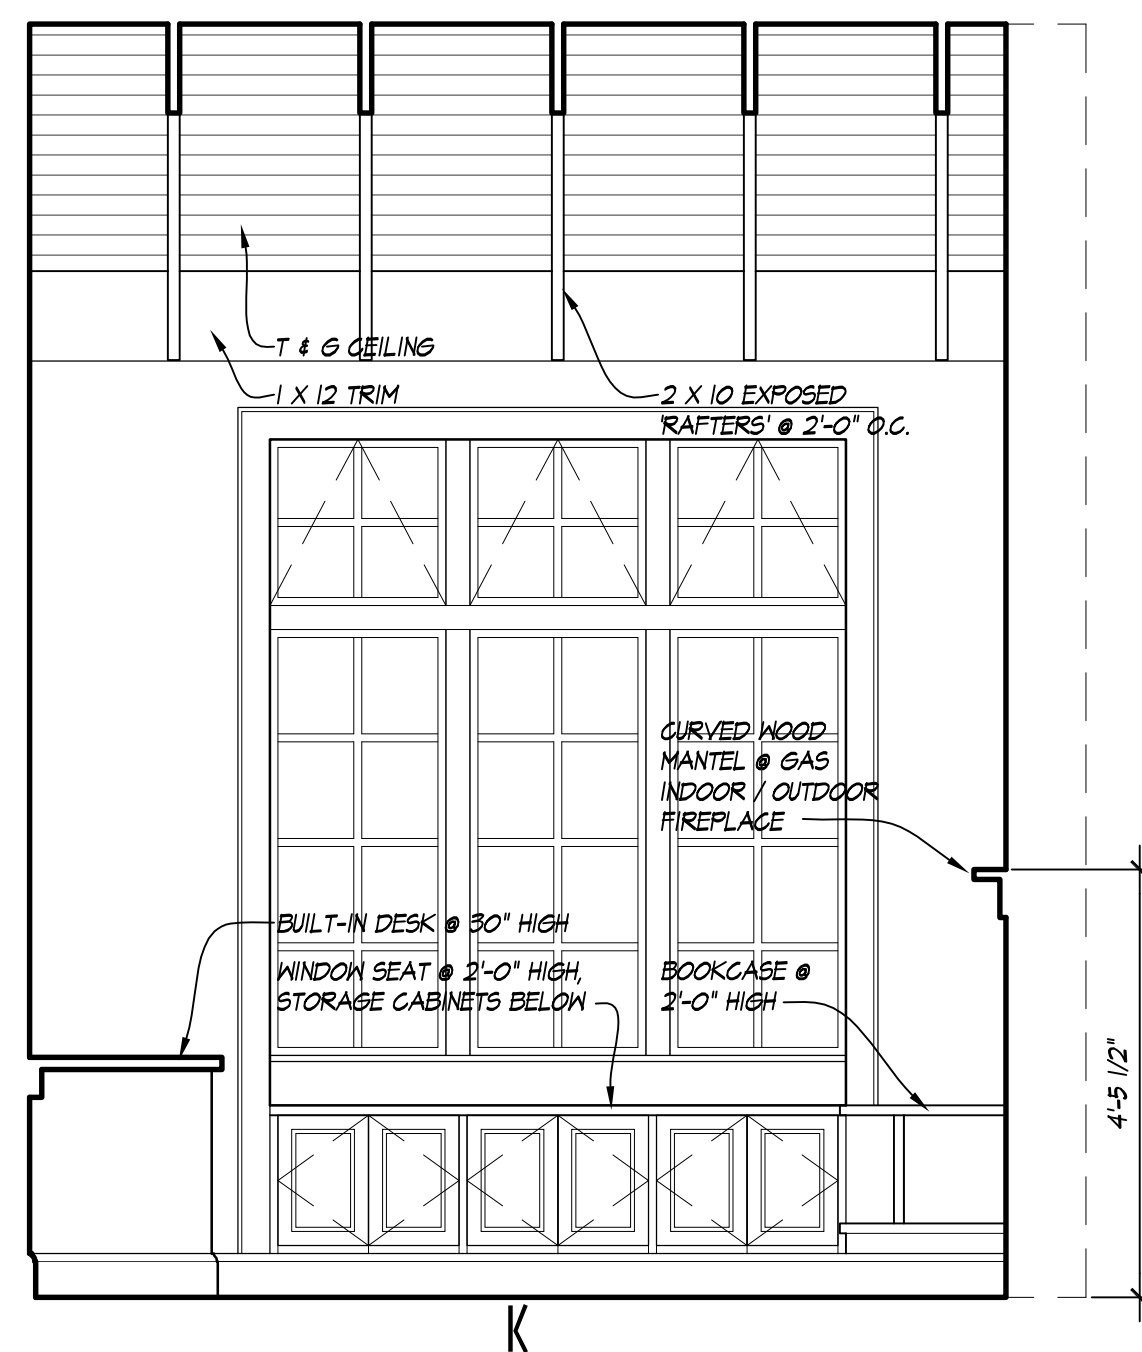 T & G CEILING
1 X 12 TRIM
2 X 10 EXPOSED
'RAFTERS' @ 2'-0" O.C.
CURVED WOOD
MANTEL @ GAS
INDOOR / OUTDOOR
FIREPLACE
BUILT-IN DESK @ 30" HIGH
WINDOW SEAT @ 2'-0" HIGH,
STORAGE CABINETS BELOW
BOOKCASE @
2'-0" HIGH
4'-5 1/2"
K